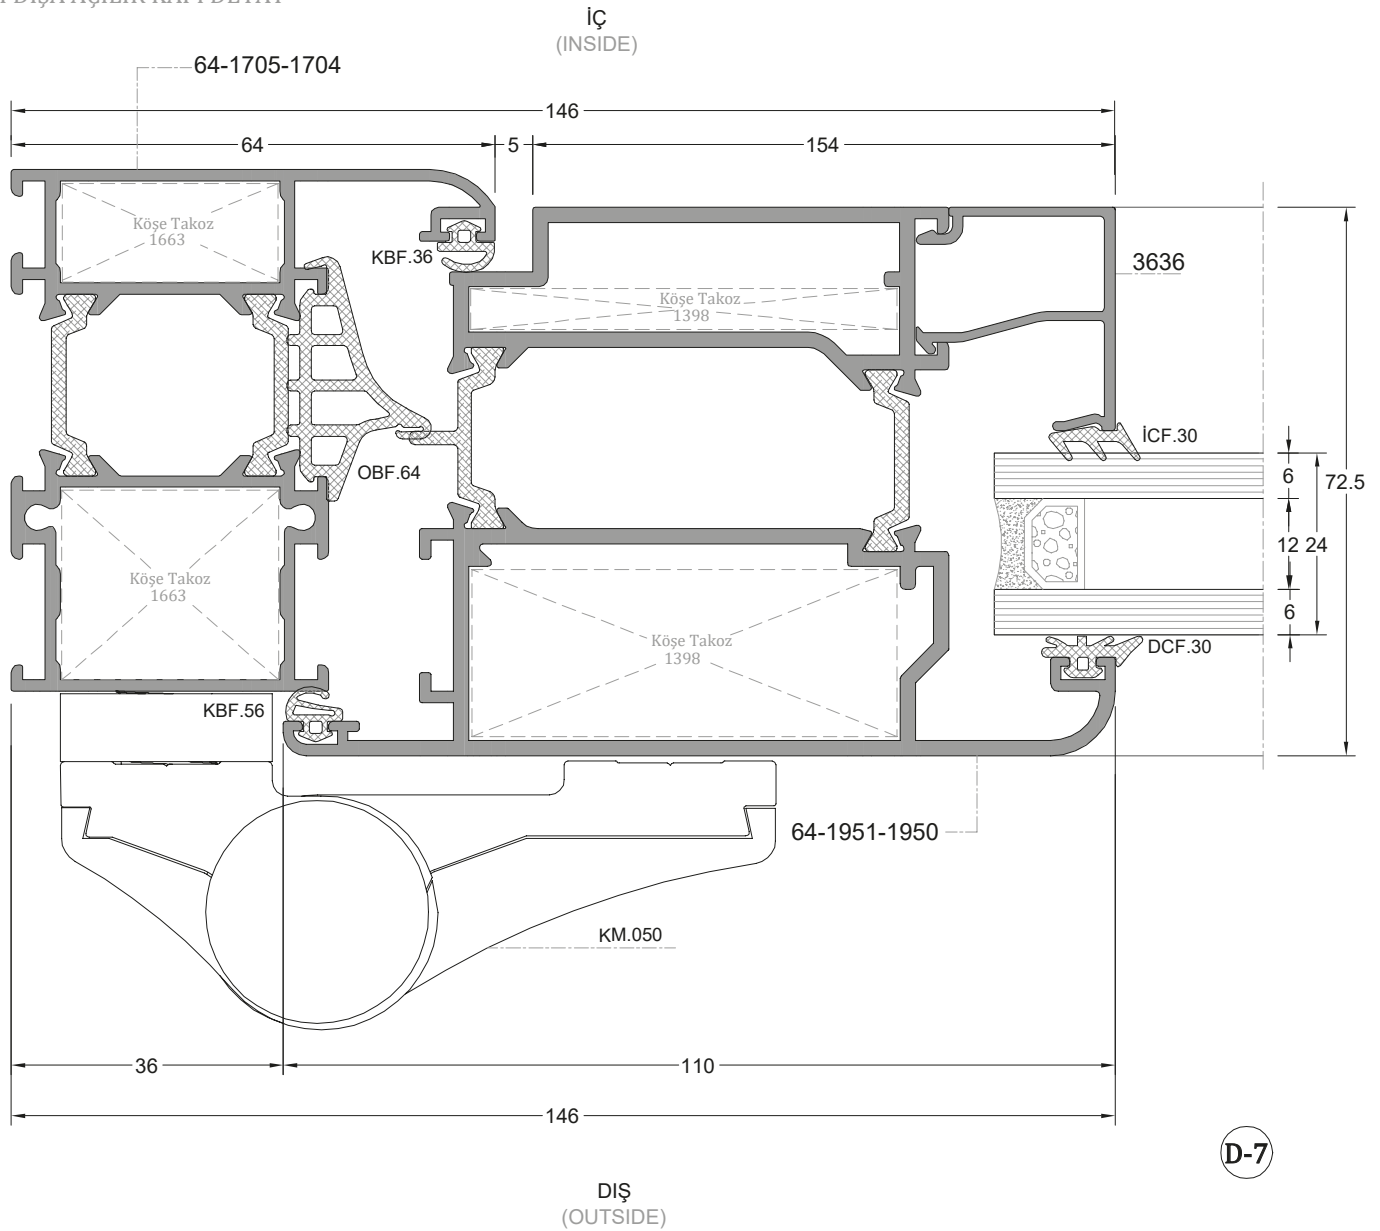 İÇ
(INSIDE)
64-1705-1704
146
64
5
154
Köşe Takoz
1663
KBF.36
Köşe Takoz
1398
3636
OBF.64
İCF.30
6
72.5
12
24
6
Köşe Takoz
1663
Köşe Takoz
1398
DCF.30
KBF.56
64-1951-1950
KM.050
36
110
146
D-7
DIŞ
(OUTSIDE)